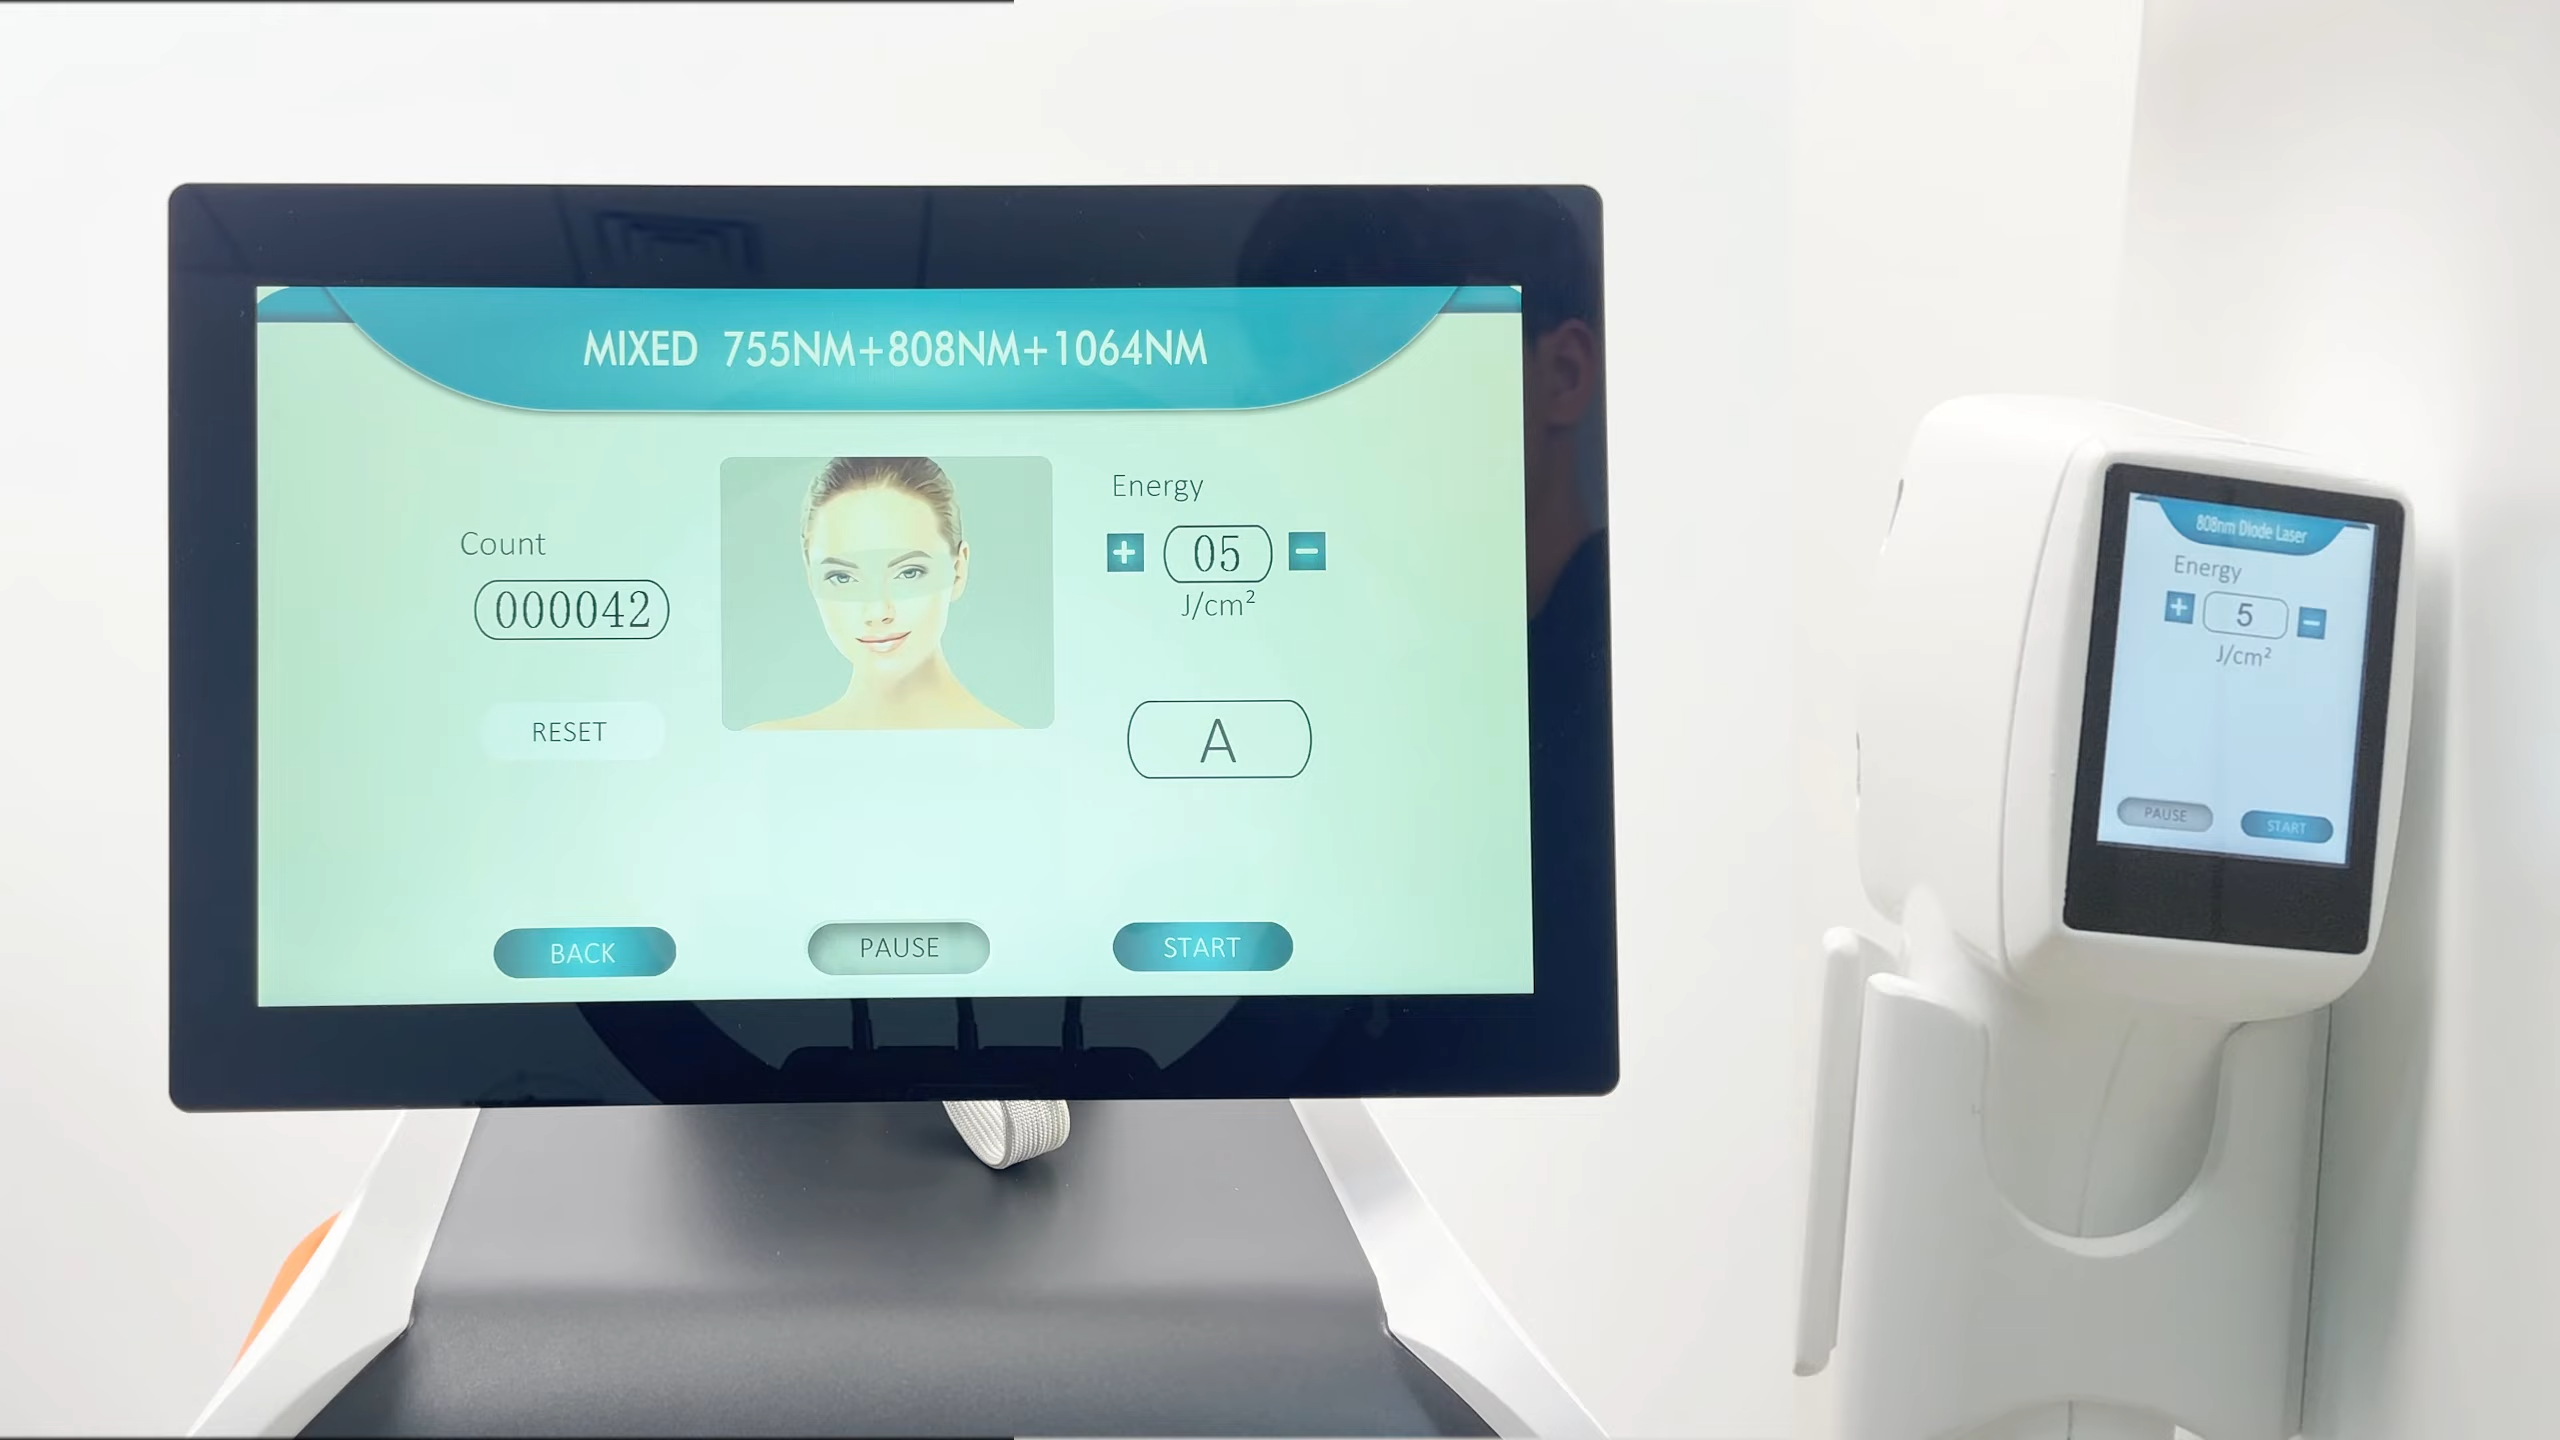 MIXED 755NM+808NM+1064NM
Count
000042
RESET
Energy
+ 05 −
J/cm²
A
BACK
PAUSE
START
808nm Diode Laser
Energy
+ 5 −
J/cm²
PAUSE
START